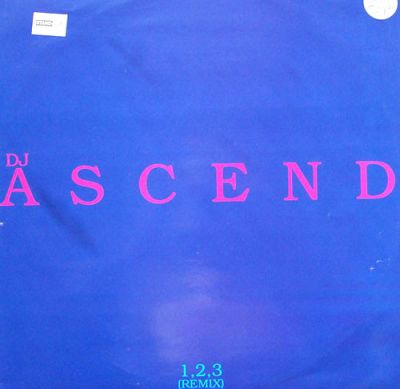 DJ
ASCEND
1,2,3
(REMIX)